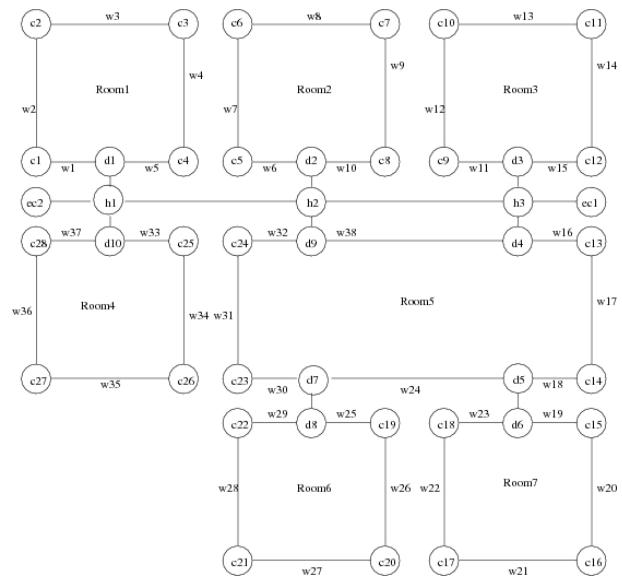 c2 w3 c3 c6 w8 c7 c10 w13 c11
w4 w9 w14
Room1 Room2 Room3
w2 w7 w12
c1 w1 d1 w5 c4 c5 w6 d2 w10 c8 c9 w11 d3 w15 c12
ec2 h1 h2 h3 ec1
c28 w37 d10 w33 c25 c24 w32 d9 w38 d4 w16 c13
Room4 Room5 w17
w36 w34 w31
c27 w35 c26 c23 w30 d7 w24 d5 w18 c14
c22 w29 d8 w25 c19 c18 w23 d6 w19 c15
w28 Room6 w26 w22 Room7 w20
c21 w27 c20 c17 w21 c16